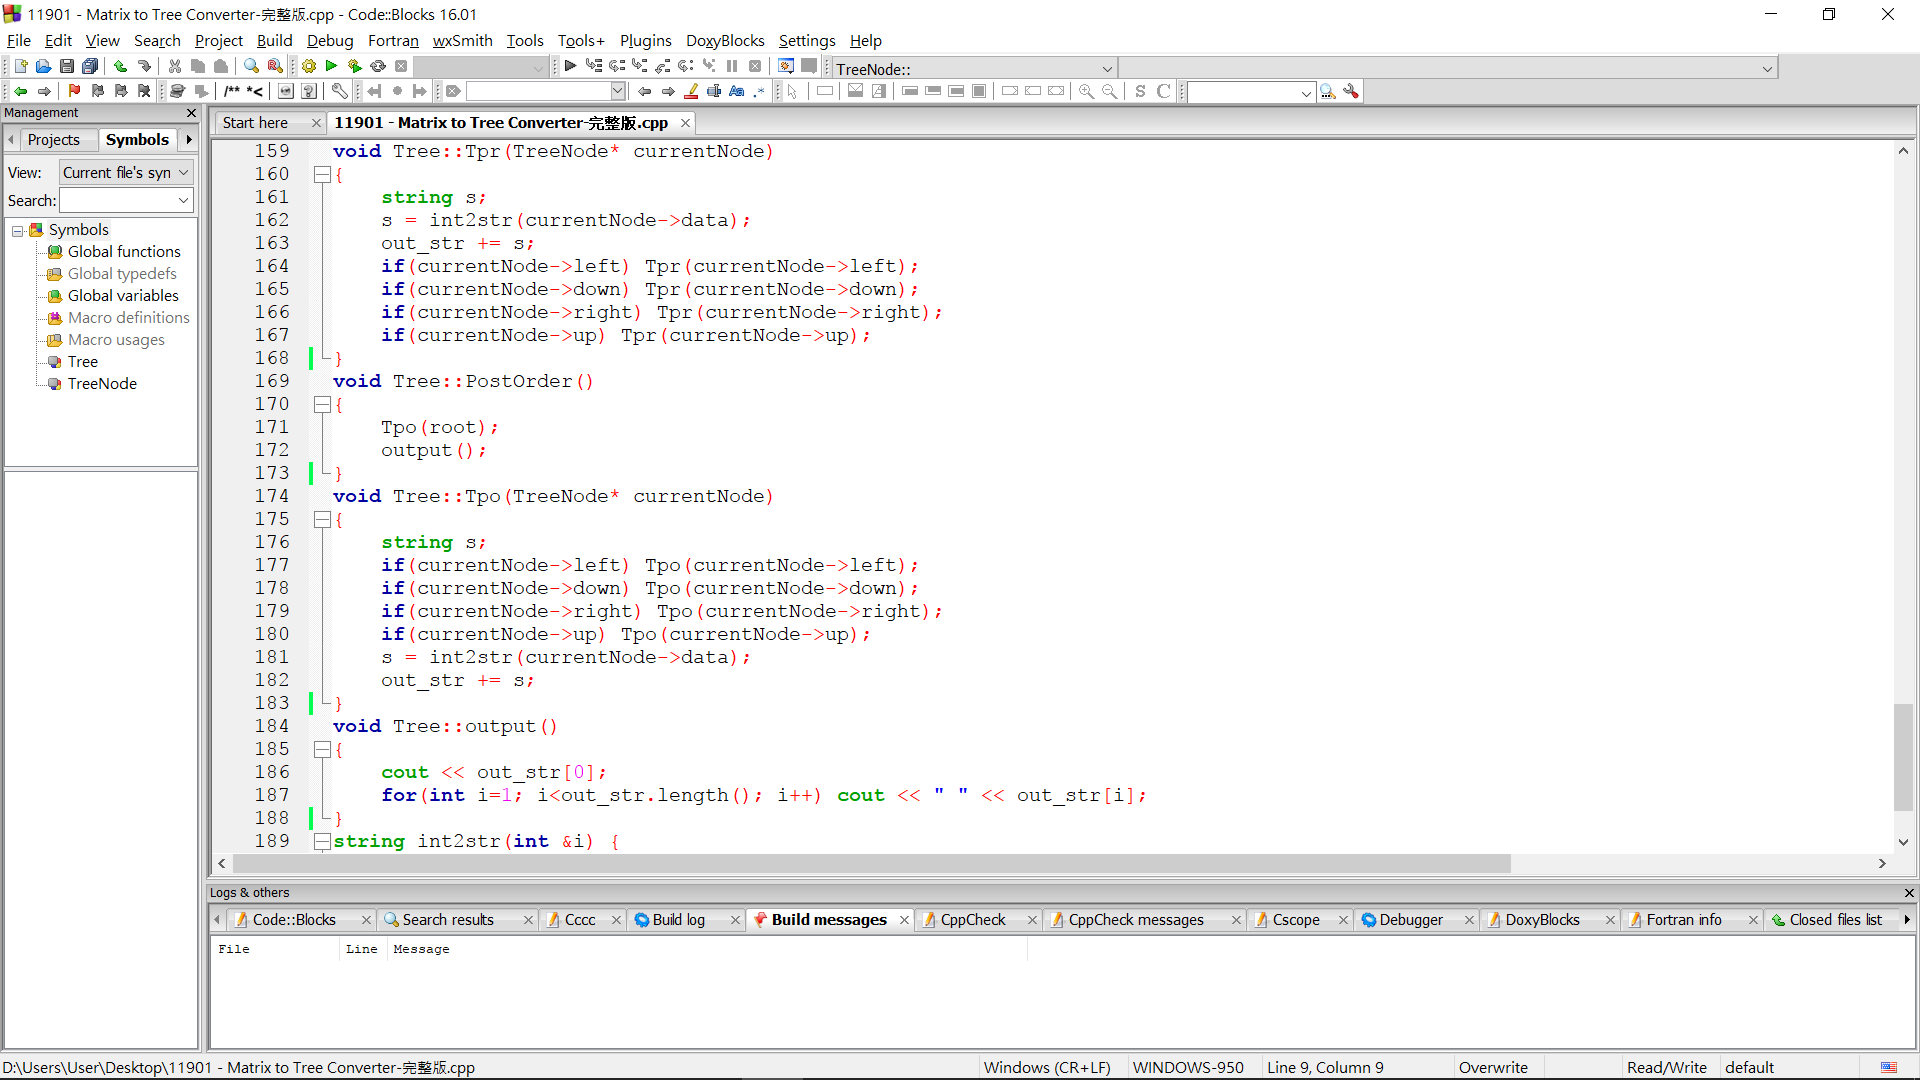 11901 - Matrix to Tree Converter-完整版.cpp - Code::Blocks 16.01
File Edit View Search Project Build Debug Fortran wxSmith Tools Tools+ Plugins DoxyBlocks Settings Help
TreeNode::
/** *<
S C
Management
Projects Symbols
View: Current file's syn
Search:
Symbols
Global functions
Global typedefs
Global variables
Macro definitions
Macro usages
Tree
TreeNode
Start here 11901 - Matrix to Tree Converter-完整版.cpp
159 void Tree::Tpr(TreeNode* currentNode)
160 {
161 string s;
162 s = int2str(currentNode->data);
163 out_str += s;
164 if(currentNode->left) Tpr(currentNode->left);
165 if(currentNode->down) Tpr(currentNode->down);
166 if(currentNode->right) Tpr(currentNode->right);
167 if(currentNode->up) Tpr(currentNode->up);
168 }
169 void Tree::PostOrder()
170 {
171 Tpo(root);
172 output();
173 }
174 void Tree::Tpo(TreeNode* currentNode)
175 {
176 string s;
177 if(currentNode->left) Tpo(currentNode->left);
178 if(currentNode->down) Tpo(currentNode->down);
179 if(currentNode->right) Tpo(currentNode->right);
180 if(currentNode->up) Tpo(currentNode->up);
181 s = int2str(currentNode->data);
182 out_str += s;
183 }
184 void Tree::output()
185 {
186 cout << out_str[0];
187 for(int i=1; i<out_str.length(); i++) cout << " " << out_str[i];
188 }
189 string int2str(int &i) {
Logs & others
Code::Blocks Search results Cccc Build log Build messages CppCheck CppCheck messages Cscope Debugger DoxyBlocks Fortran info Closed files list
File Line Message
D:\Users\User\Desktop\11901 - Matrix to Tree Converter-完整版.cpp Windows (CR+LF) WINDOWS-950 Line 9, Column 9 Overwrite Read/Write default